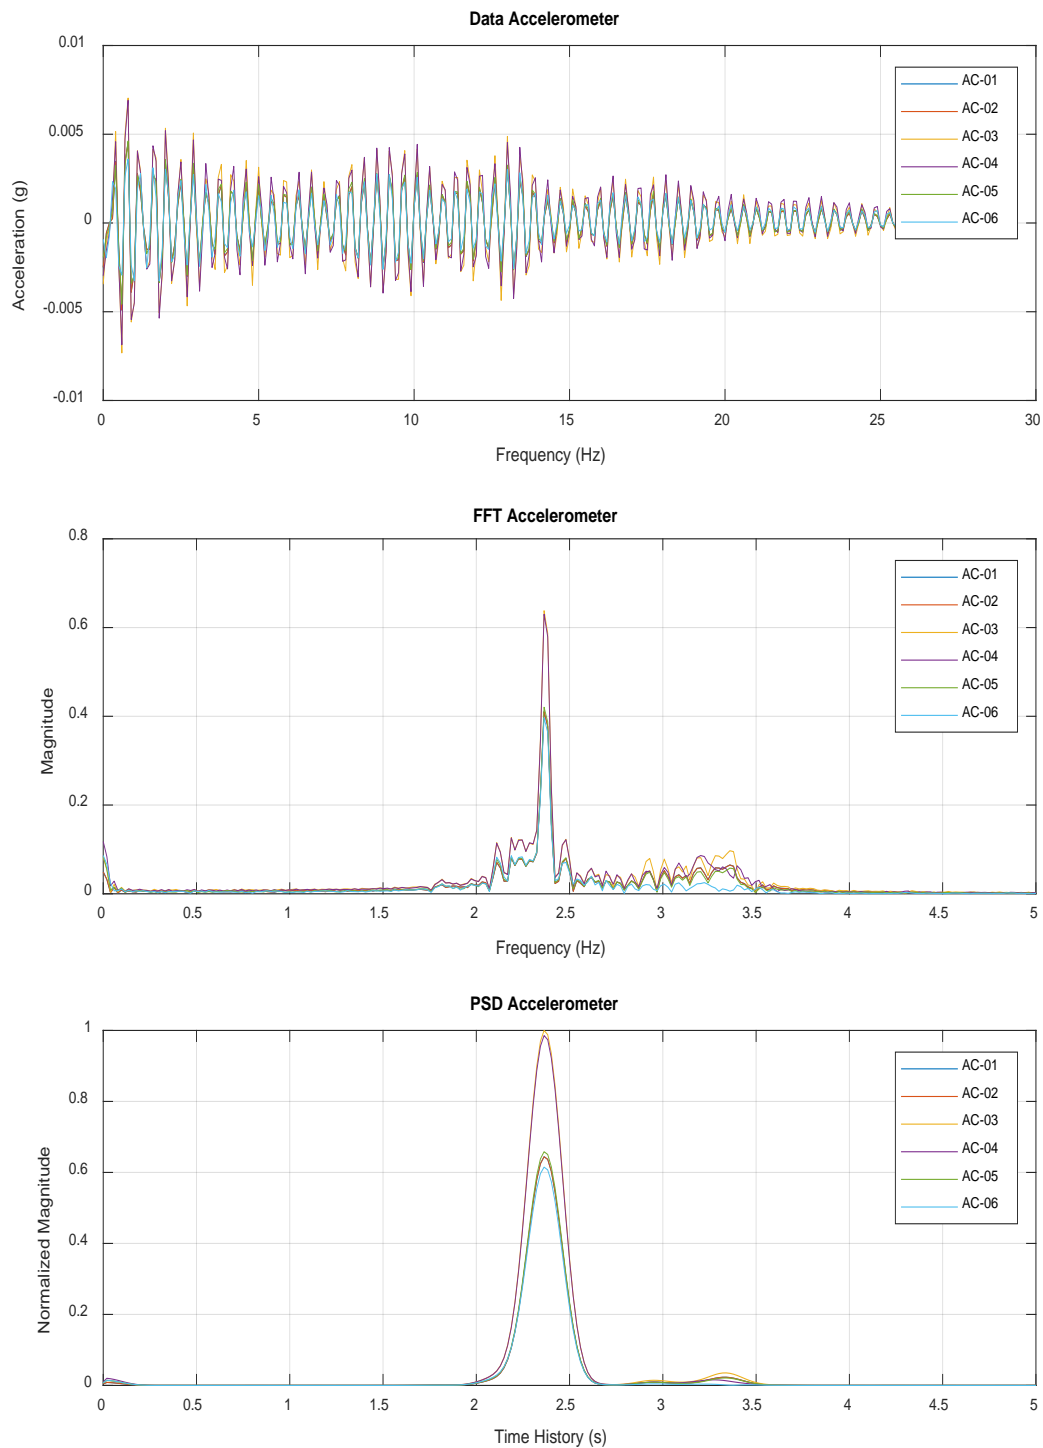 Data Accelerometer
0.01
0.005
0
-0.005
-0.01
Acceleration (g)
AC-01
AC-02
AC-03
AC-04
AC-05
AC-06
0 5 10 15 20 25 30
Frequency (Hz)
FFT Accelerometer
0.8
0.6
0.4
0.2
0
Magnitude
AC-01
AC-02
AC-03
AC-04
AC-05
AC-06
0 0.5 1 1.5 2 2.5 3 3.5 4 4.5 5
Frequency (Hz)
PSD Accelerometer
1
0.8
0.6
0.4
0.2
0
Normalized Magnitude
AC-01
AC-02
AC-03
AC-04
AC-05
AC-06
0 0.5 1 1.5 2 2.5 3 3.5 4 4.5 5
Time History (s)